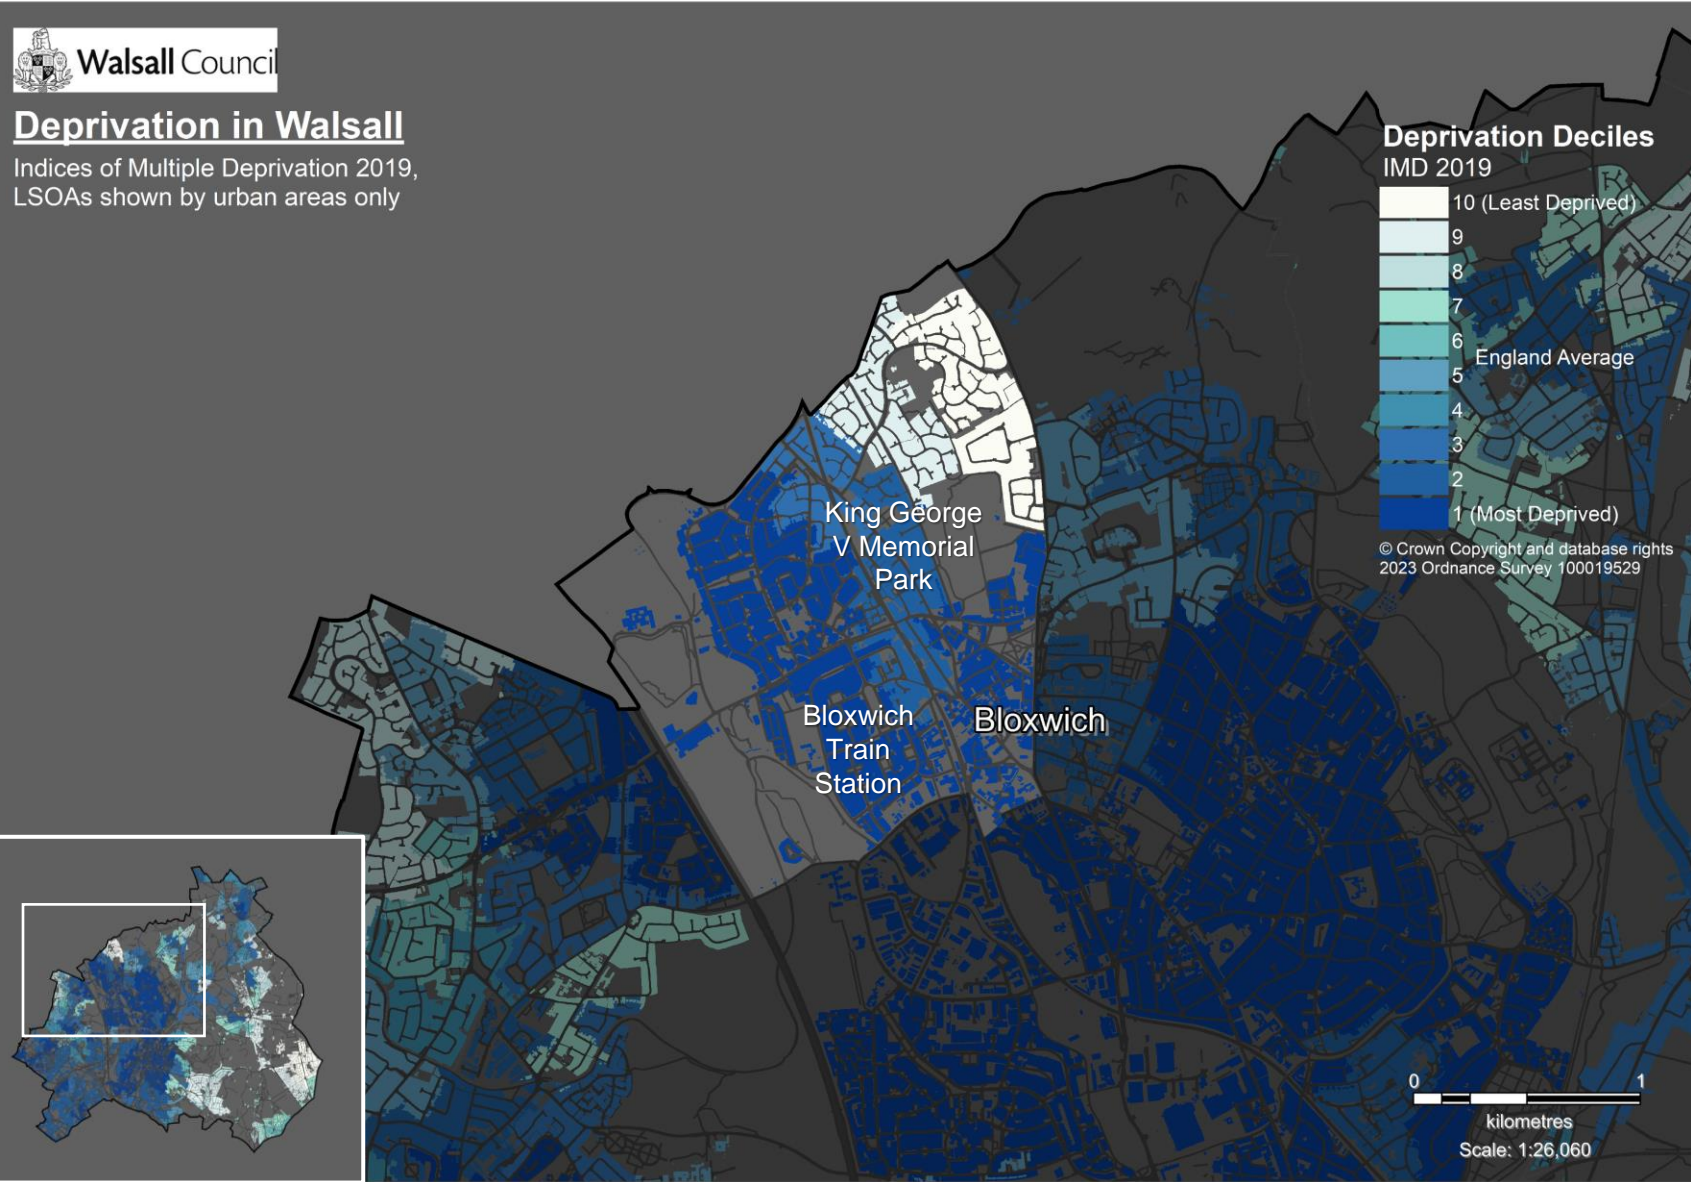 Walsall Council
Deprivation in Walsall
Indices of Multiple Deprivation 2019,
LSOAs shown by urban areas only
Deprivation Deciles
IMD 2019
10 (Least Deprived)
9
8
7
6
England Average
5
4
3
2
1 (Most Deprived)
© Crown Copyright and database rights
2023 Ordnance Survey 100019529
King George
V Memorial
Park
Bloxwich
Train
Station
Bloxwich
0 1
kilometres
Scale: 1:26,060